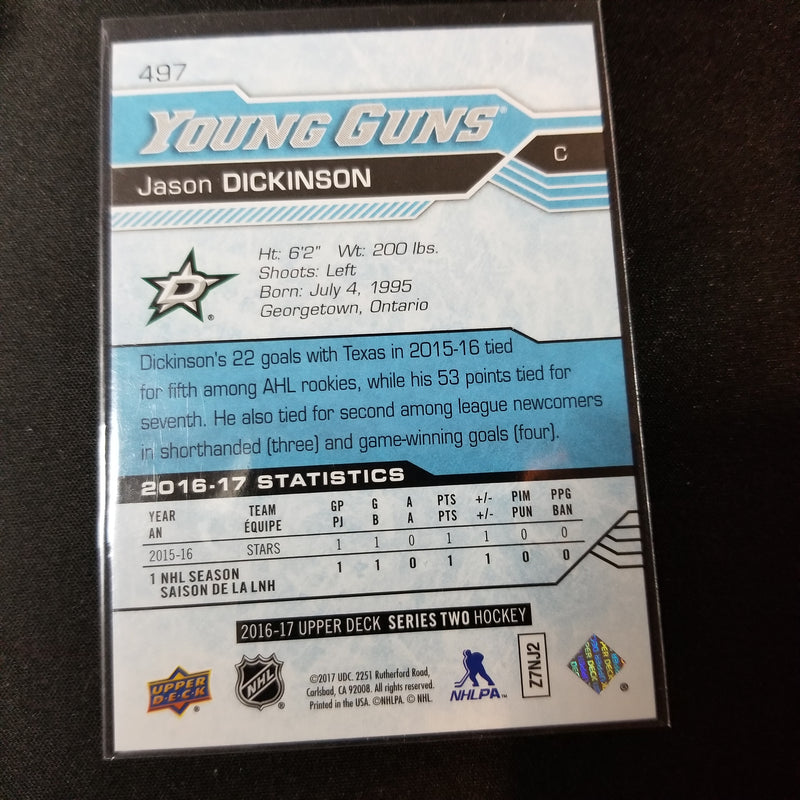 497
YOUNG GUNS®
C
Jason DICKINSON
Ht: 6'2" Wt: 200 lbs.
Shoots: Left
Born: July 4, 1995
Georgetown, Ontario
D
®
Dickinson's 22 goals with Texas in 2015-16 tied
for fifth among AHL rookies, while his 53 points tied for
seventh. He also tied for second among league newcomers
in shorthanded (three) and game-winning goals (four).
2016-17 STATISTICS
YEAR TEAM GP G A PTS +/- PIM PPG
AN ÉQUIPE PJ B A PTS +/- PUN BAN
2015-16 STARS 1 1 0 1 1 0 0
1 NHL SEASON 1 1 0 1 1 0 0
SAISON DE LA LNH
2016-17 UPPER DECK SERIES TWO HOCKEY
UPPER
DECK
®
NHL
®
©2017 UDC. 2251 Rutherford Road,
Carlsbad, CA 92008. All rights reserved.
Printed in the USA. ©NHLPA. © NHL.
NHLPA™
Z7NJ2
®